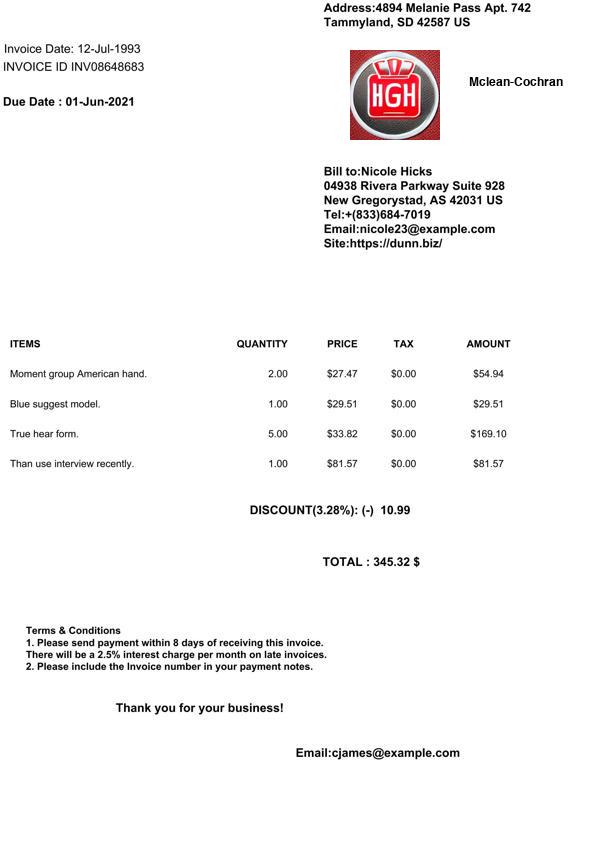 Address:4894 Melanie Pass Apt. 742
Tammyland, SD 42587 US
Invoice Date: 12-Jul-1993
INVOICE ID INV08648683
Due Date : 01-Jun-2021
HGH
Mclean-Cochran
Bill to:Nicole Hicks
04938 Rivera Parkway Suite 928
New Gregorystad, AS 42031 US
Tel:+(833)684-7019
Email:nicole23@example.com
Site:https://dunn.biz/
ITEMS QUANTITY PRICE TAX AMOUNT
Moment group American hand. 2.00 $27.47 $0.00 $54.94
Blue suggest model. 1.00 $29.51 $0.00 $29.51
True hear form. 5.00 $33.82 $0.00 $169.10
Than use interview recently. 1.00 $81.57 $0.00 $81.57
DISCOUNT(3.28%): (-) 10.99
TOTAL : 345.32 $
Terms & Conditions
1. Please send payment within 8 days of receiving this invoice.
There will be a 2.5% interest charge per month on late invoices.
2. Please include the Invoice number in your payment notes.
Thank you for your business!
Email:cjames@example.com